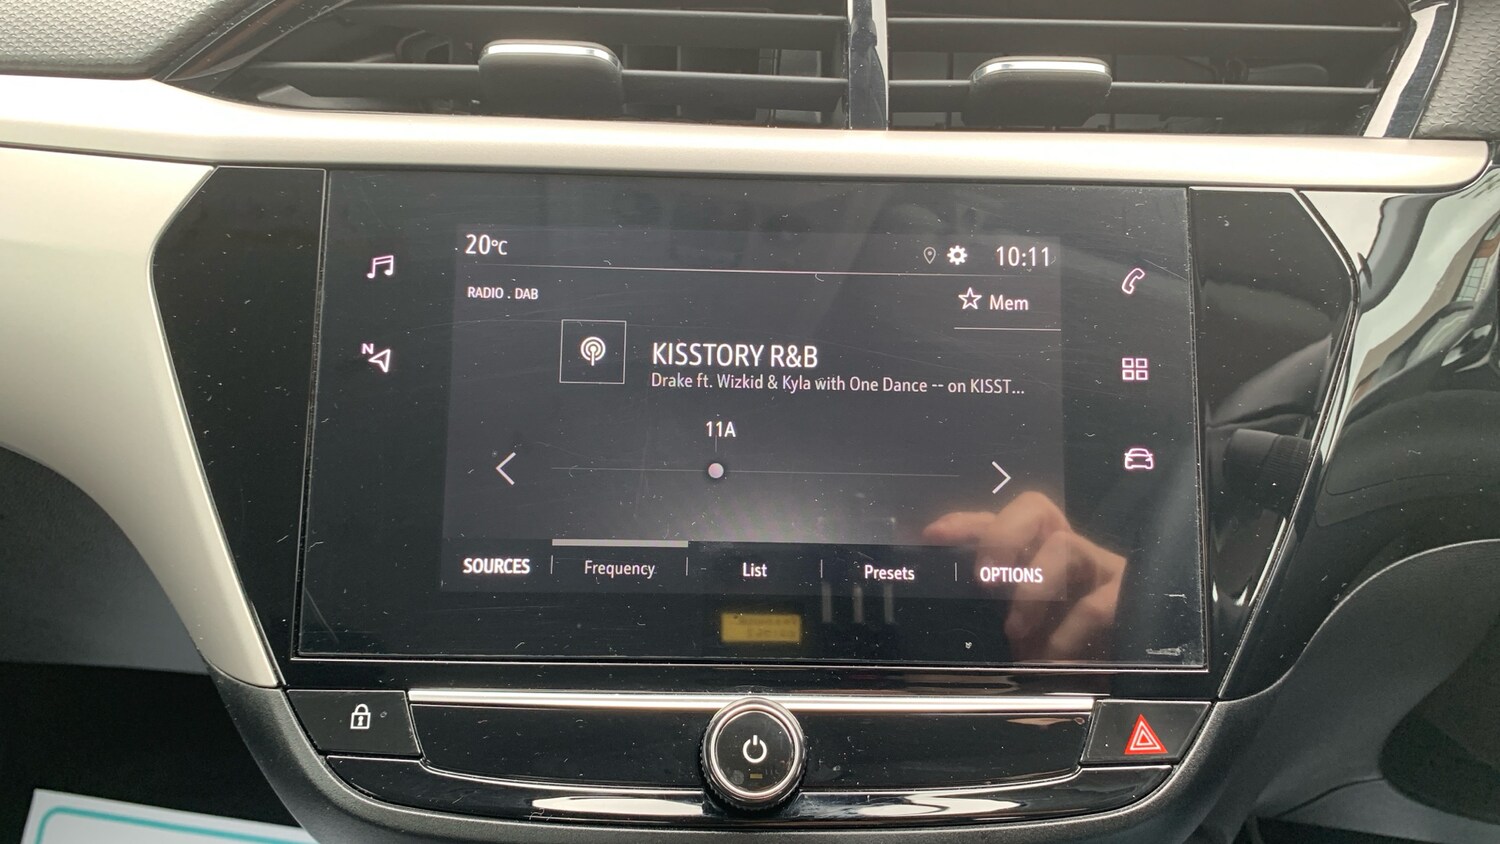 20°C
10:11
RADIO . DAB
Mem
N
KISSTORY R&B
Drake ft. Wizkid & Kyla with One Dance -- on KISST...
11A
SOURCES
Frequency
List
Presets
OPTIONS